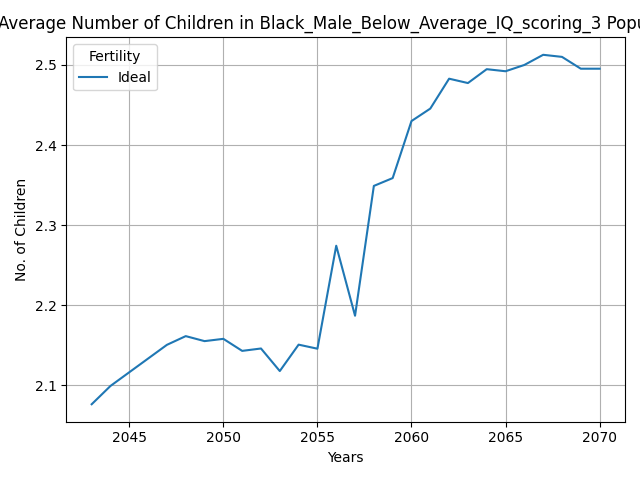 Average Number of Children in Black_Male_Below_Average_IQ_scoring_3
Fertility
Ideal
No. of Children
2.5
2.4
2.3
2.2
2.1
2045 2050 2055 2060 2065 2070
Years